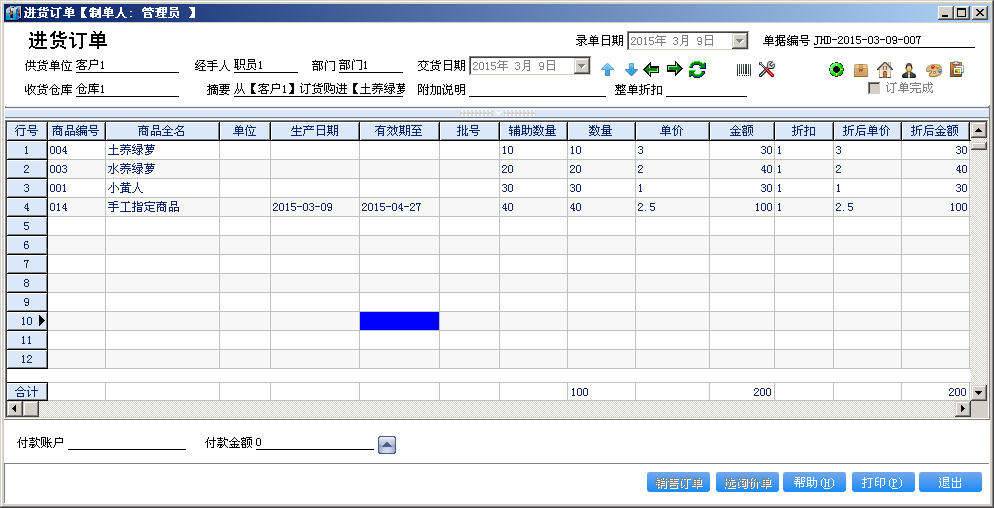 进货订单【制单人: 管理员 】
进货订单
录单日期 2015年 3月 9日 单据编号 JHD-2015-03-09-007
供货单位 客户1 经手人 职员1 部门 部门1 交货日期 2015年 3月 9日
收货仓库 仓库1 摘要 从【客户1】订货购进【土养绿萝 附加说明 整单折扣 订单完成
行号 商品编号 商品全名 单位 生产日期 有效期至 批号 辅助数量 数量 单价 金额 折扣 折后单价 折后金额
1 004 土养绿萝 10 10 3 30 1 3 30
2 003 水养绿萝 20 20 2 40 1 2 40
3 001 小黄人 30 30 1 30 1 1 30
4 014 手工指定商品 2015-03-09 2015-04-27 40 40 2.5 100 1 2.5 100
5
6
7
8
9
10
11
12
合计 100 200 200
付款账户 付款金额 0
销售订单 选询价单 帮助(H) 打印(P) 退出